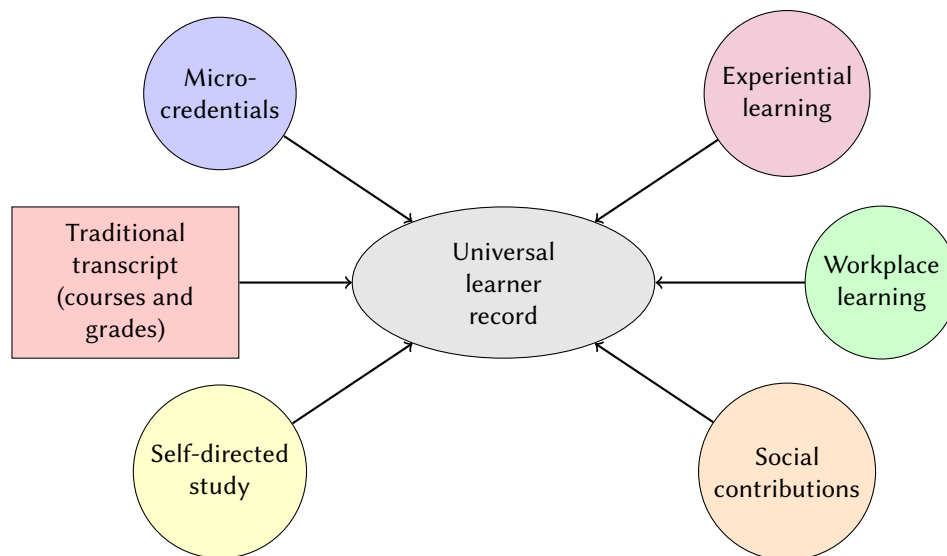 Micro-
credentials
Experiential
learning
Traditional
transcript
(courses and
grades)
Universal
learner
record
Workplace
learning
Self-directed
study
Social
contributions